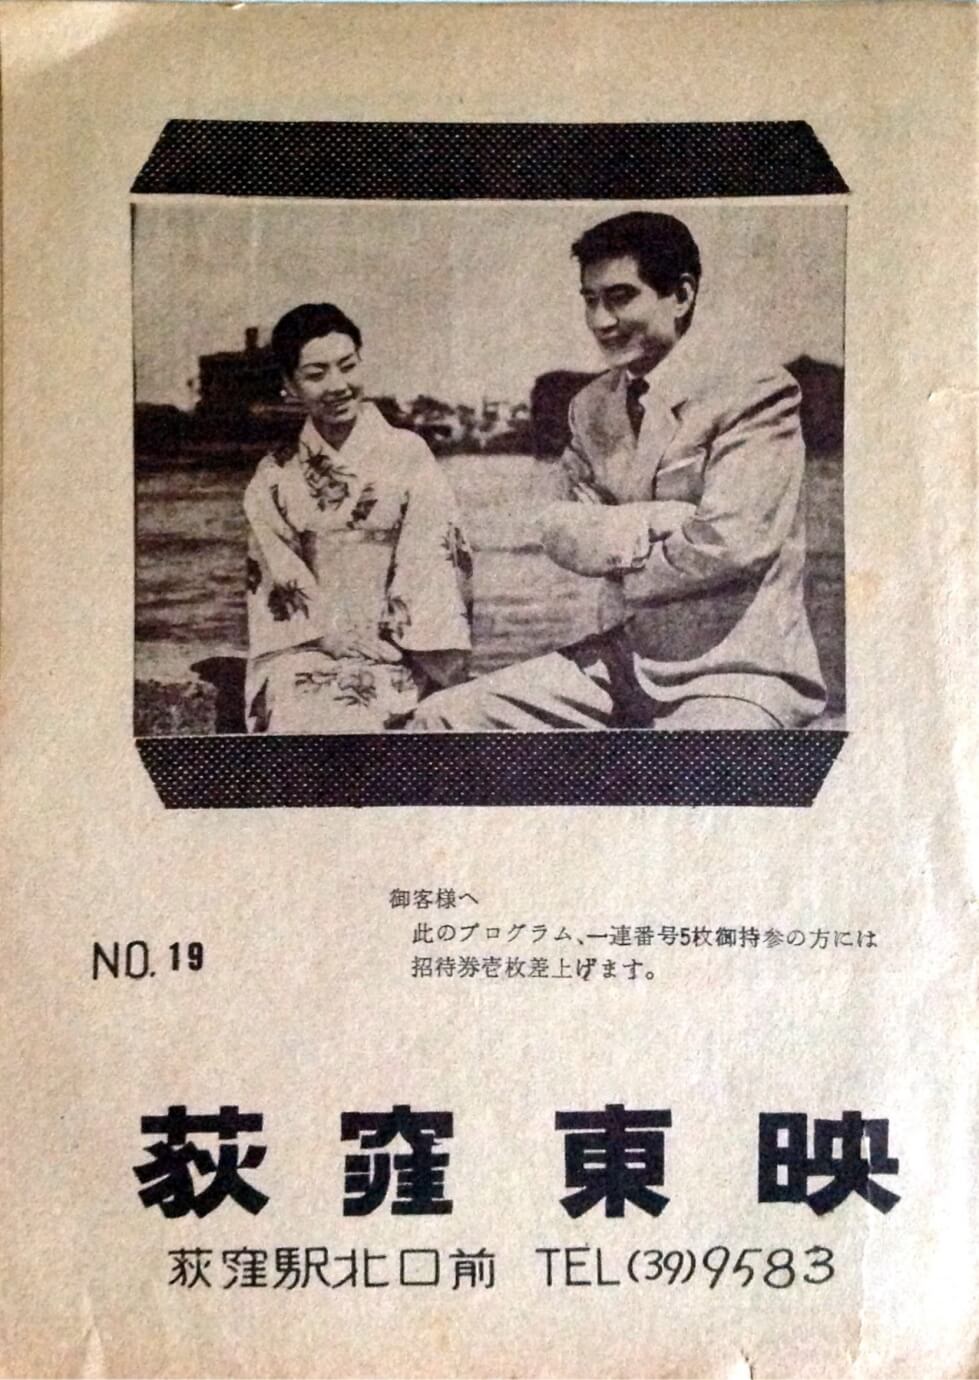 御客様へ
此のプログラム、一連番号5枚御持参の方には
招待券壱枚差上げます。
NO. 19
荻窪東映
荻窪駅北口前 TEL(39)9583